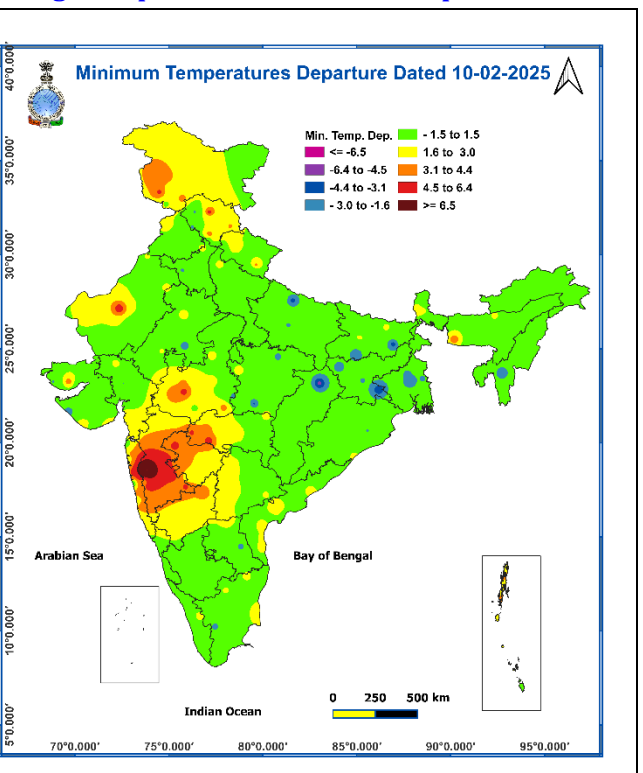 Minimum Temperatures Departure Dated 10-02-2025
Min. Temp. Dep.
<= -6.5
-6.4 to -4.5
-4.4 to -3.1
- 3.0 to -1.6
- 1.5 to 1.5
1.6 to 3.0
3.1 to 4.4
4.5 to 6.4
>= 6.5
40°0.000'
35°0.000'
30°0.000'
25°0.000'
20°0.000'
15°0.000'
10°0.000'
5°0.000'
Arabian Sea
Bay of Bengal
Indian Ocean
0 250 500 km
70°0.000' 75°0.000' 80°0.000' 85°0.000' 90°0.000' 95°0.000'